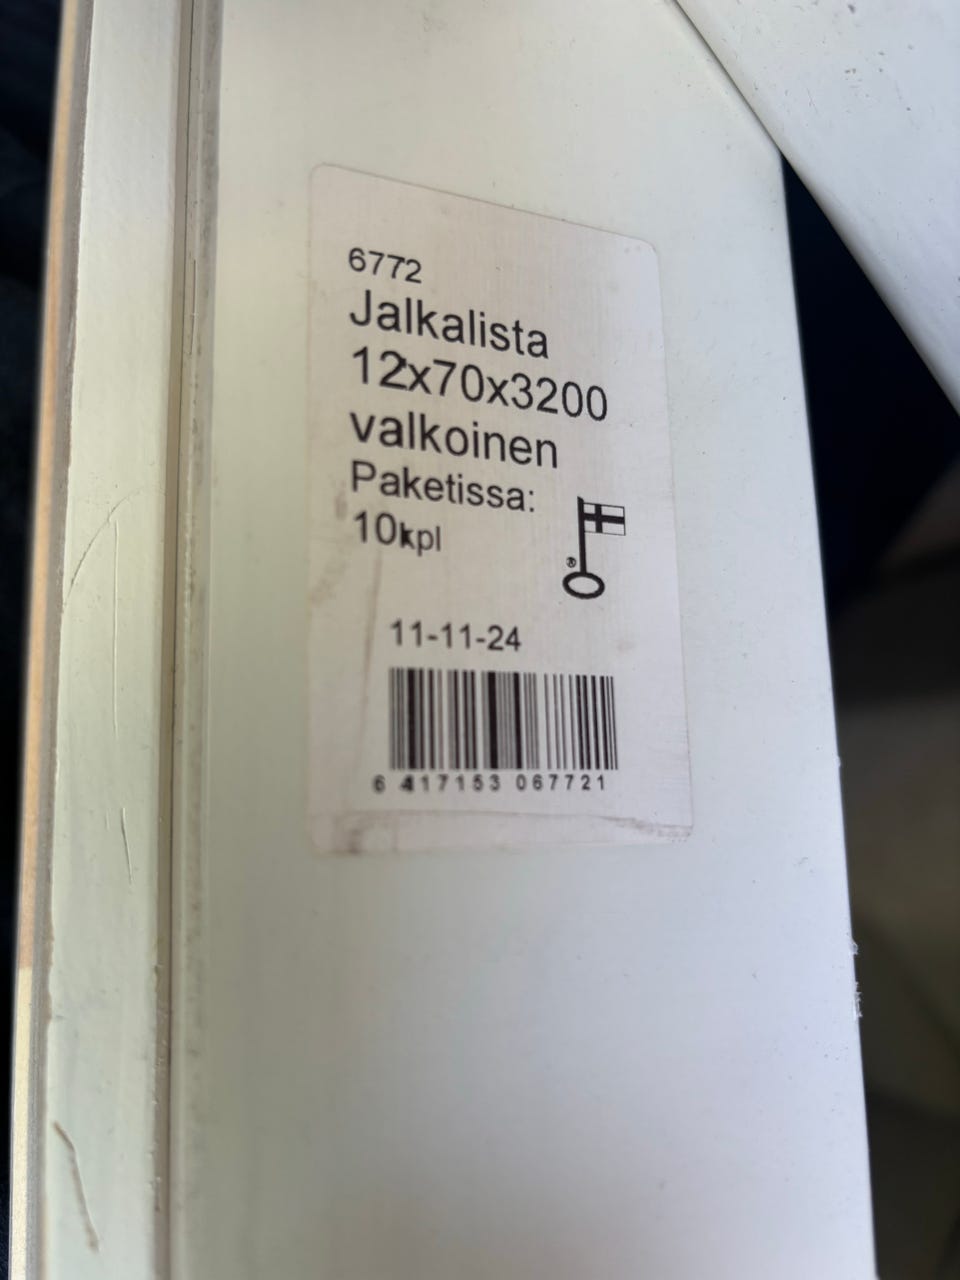 6772
Jalkalista
12x70x3200
valkoinen
Paketissa:
10kpl
®
11-11-24
6 417153 067721